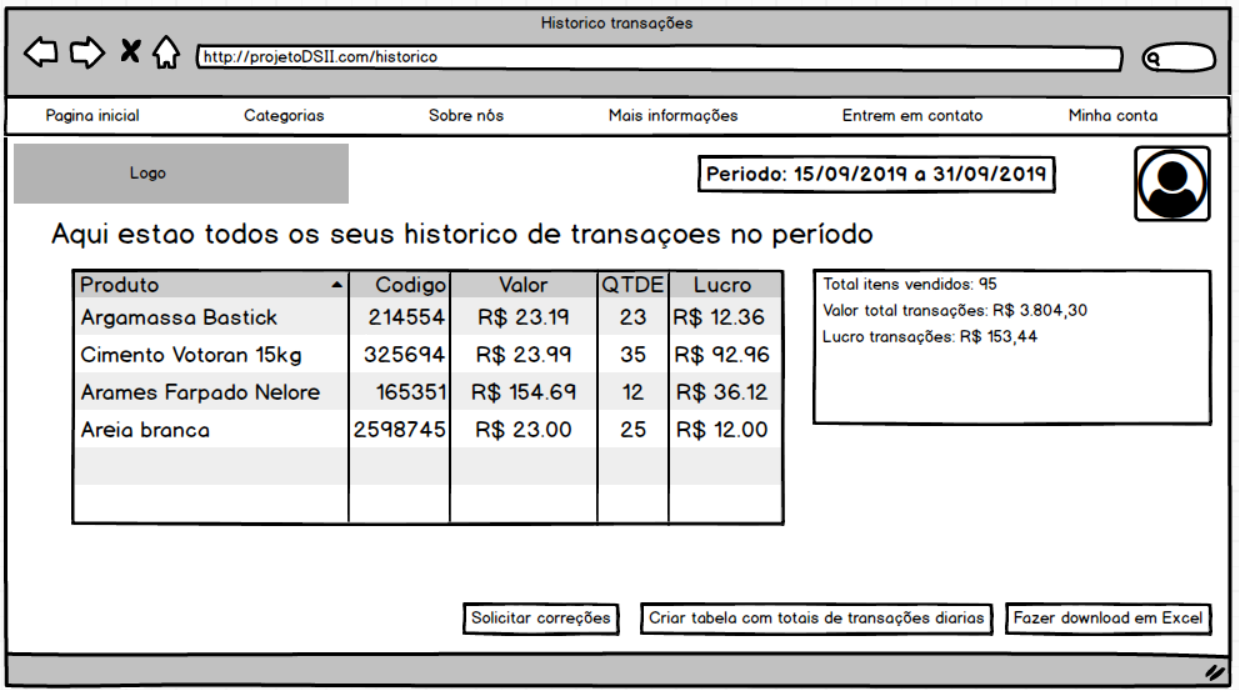 Historico transações
http://projetoDSII.com/historico
Pagina inicial Categorias Sobre nós Mais informações Entrem em contato Minha conta
Logo
Periodo: 15/09/2019 a 31/09/2019
Aqui estao todos os seus historico de transaçoes no período
Produto Codigo Valor QTDE Lucro
Argamassa Bastick 214554 R$ 23.19 23 R$ 12.36
Cimento Votoran 15kg 325694 R$ 23.99 35 R$ 92.96
Arames Farpado Nelore 165351 R$ 154.69 12 R$ 36.12
Areia branca 2598745 R$ 23.00 25 R$ 12.00
Total itens vendidos: 95
Valor total transações: R$ 3.804,30
Lucro transações: R$ 153,44
Solicitar correções Criar tabela com totais de transações diarias Fazer download em Excel